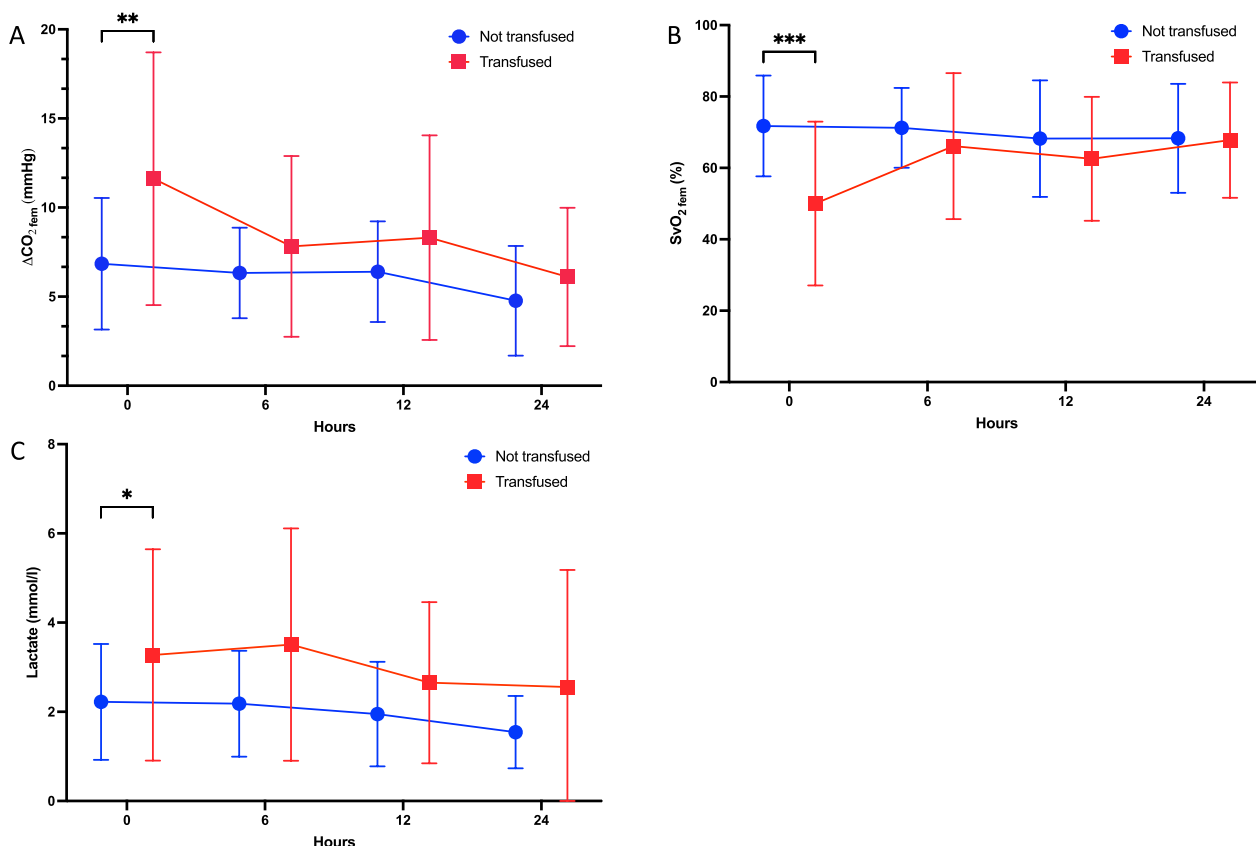 A
**
Not transfused
Transfused
20
15
10
5
0
ΔCO2 fem (mmHg)
0 6 12 24
Hours
B
***
Not transfused
Transfused
100
80
60
40
20
0
SvO2 fem (%)
0 6 12 24
Hours
C
*
Not transfused
Transfused
8
6
4
2
0
Lactate (mmol/l)
0 6 12 24
Hours